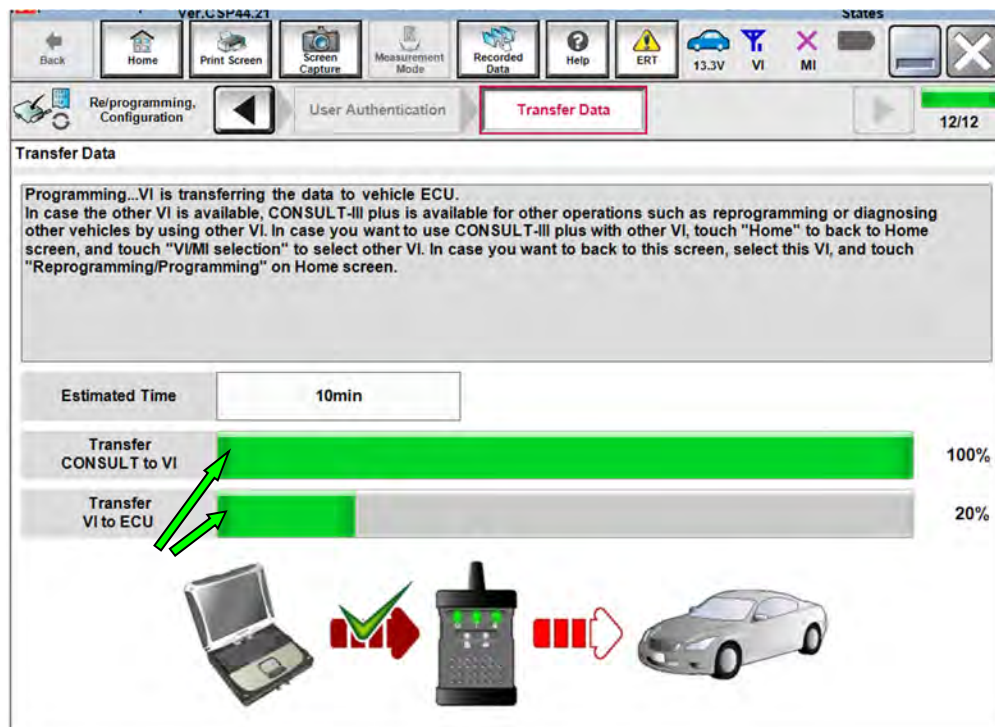 Ver.CSP44.21
States
Back
Home
Print Screen
Screen
Capture
Measurement
Mode
Recorded
Data
Help
ERT
13.3V
VI
MI
Re/programming,
Configuration
User Authentication
Transfer Data
12/12
Transfer Data
Programming...VI is transferring the data to vehicle ECU.
In case the other VI is available, CONSULT-III plus is available for other operations such as reprogramming or diagnosing
other vehicles by using other VI. In case you want to use CONSULT-III plus with other VI, touch "Home" to back to Home
screen, and touch "VI/MI selection" to select other VI. In case you want to back to this screen, select this VI, and touch
"Reprogramming/Programming" on Home screen.
Estimated Time
10min
Transfer
CONSULT to VI
100%
Transfer
VI to ECU
20%